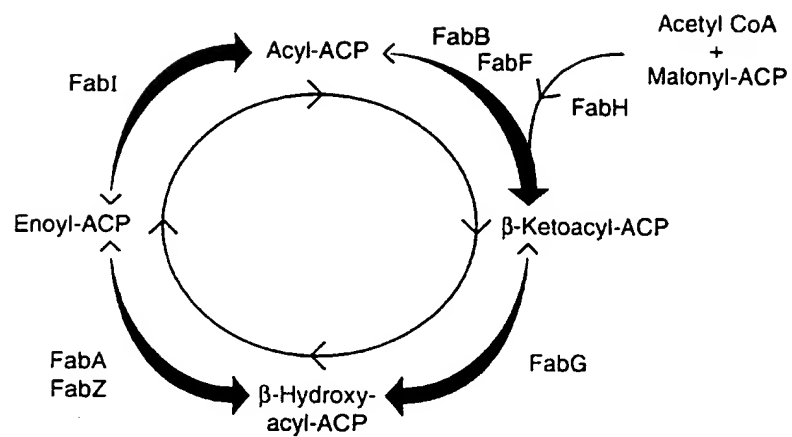 Acetyl CoA
+
Malonyl-ACP
FabB
FabF
FabH
Acyl-ACP
FabI
Enoyl-ACP
β-Ketoacyl-ACP
FabA
FabZ
FabG
β-Hydroxy-
acyl-ACP